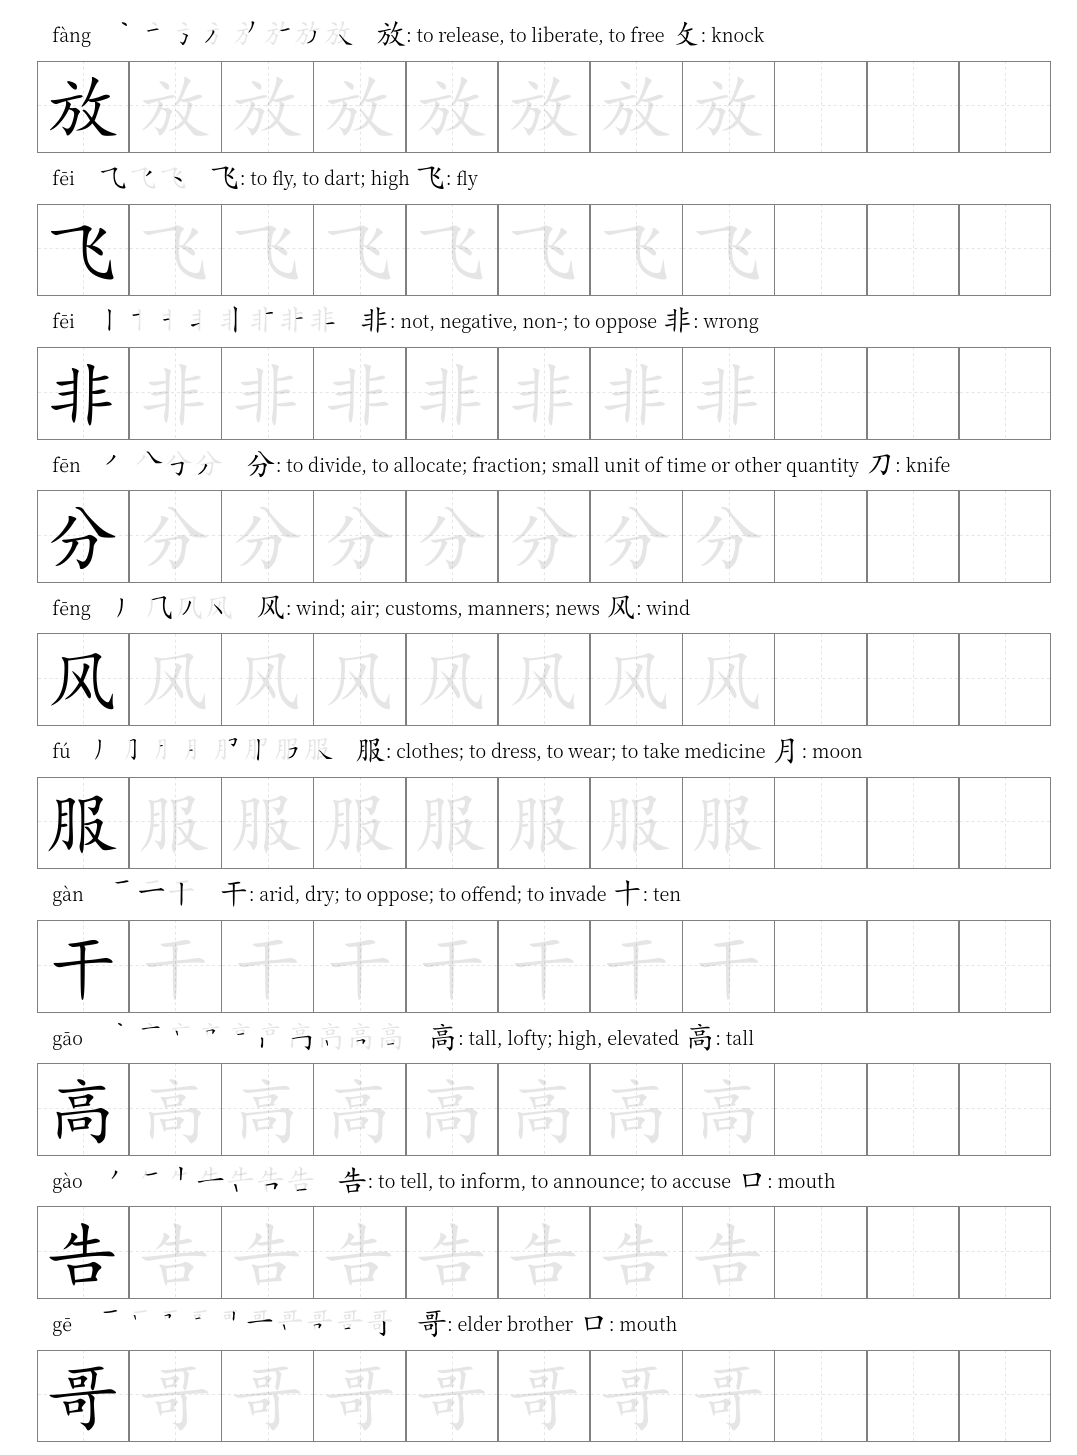 fàng 放: to release, to liberate, to free 攵: knock
放 放 放 放 放 放 放 放
fēi 飞: to fly, to dart; high 飞: fly
飞 飞 飞 飞 飞 飞 飞 飞
fēi 非: not, negative, non-; to oppose 非: wrong
非 非 非 非 非 非 非 非
fēn 分: to divide, to allocate; fraction; small unit of time or other quantity 刀: knife
分 分 分 分 分 分 分 分
fēng 风: wind; air; customs, manners; news 风: wind
风 风 风 风 风 风 风 风
fú 服: clothes; to dress, to wear; to take medicine 月: moon
服 服 服 服 服 服 服 服
gàn 干: arid, dry; to oppose; to offend; to invade 十: ten
干 干 干 干 干 干 干 干
gāo 高: tall, lofty; high, elevated 高: tall
高 高 高 高 高 高 高 高
gào 告: to tell, to inform, to announce; to accuse 口: mouth
告 告 告 告 告 告 告 告
gē 哥: elder brother 口: mouth
哥 哥 哥 哥 哥 哥 哥 哥